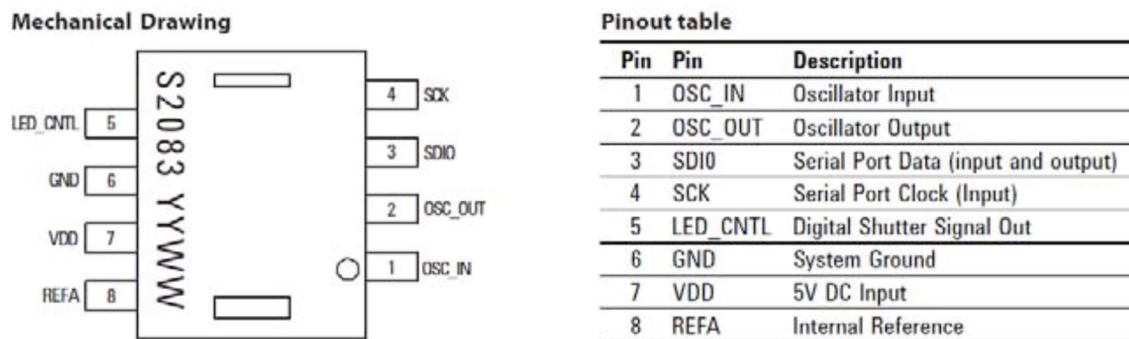 Mechanical Drawing
S2083 YYWW
LED_CNTL 5
GND 6
VDD 7
REFA 8
4 SCK
3 SDIO
2 OSC_OUT
1 OSC_IN
Pinout table
Pin Pin Description
1 OSC_IN Oscillator Input
2 OSC_OUT Oscillator Output
3 SDI0 Serial Port Data (input and output)
4 SCK Serial Port Clock (Input)
5 LED_CNTL Digital Shutter Signal Out
6 GND System Ground
7 VDD 5V DC Input
8 REFA Internal Reference